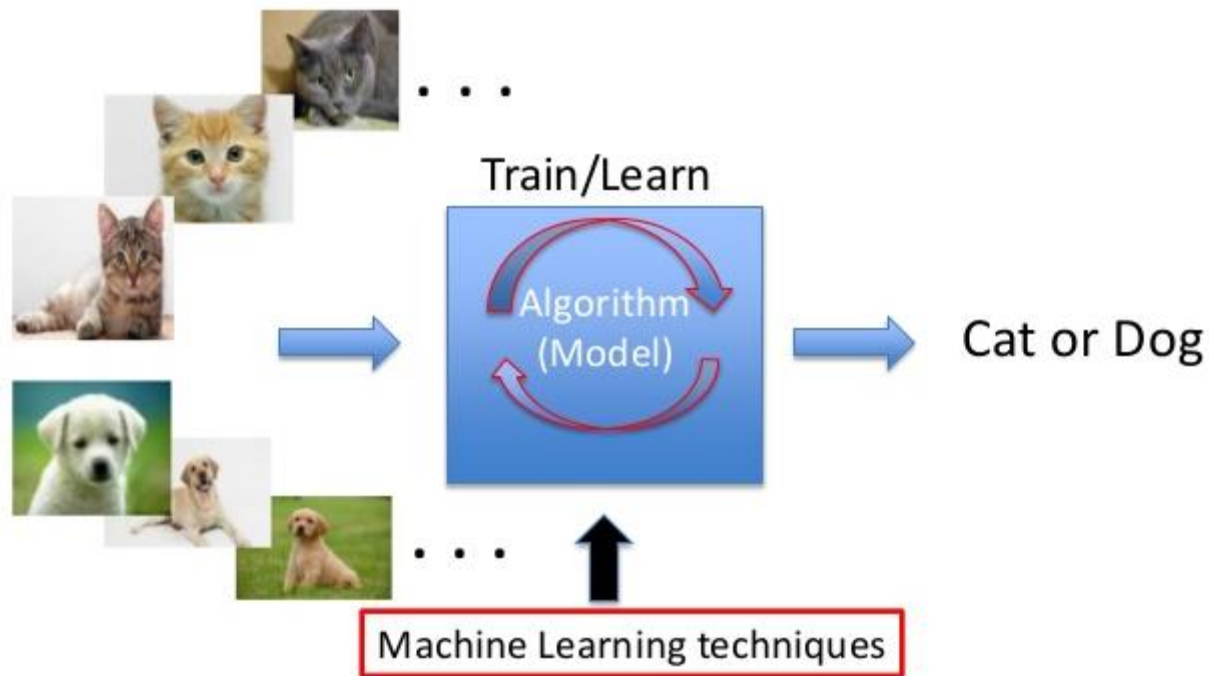 . . .
Train/Learn
Algorithm
(Model)
Cat or Dog
. . .
Machine Learning techniques